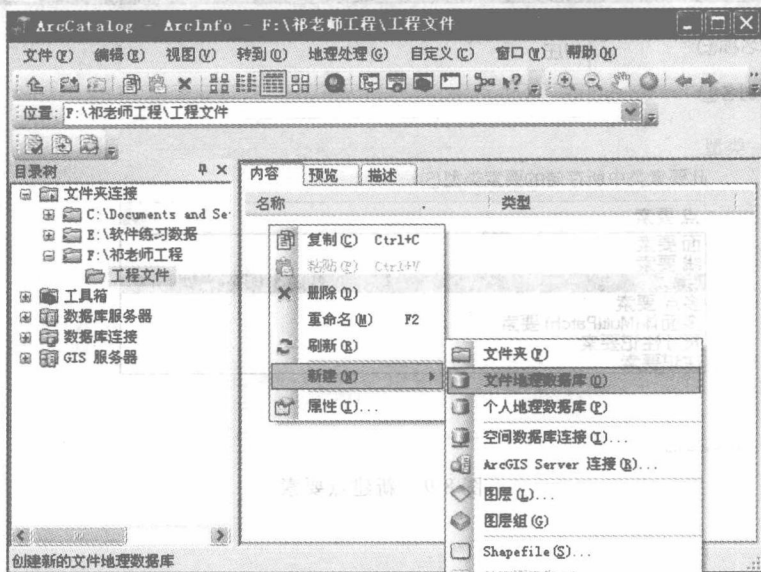 ArcCatalog - ArcInfo - F:\祁老师工程\工程文件
文件(F) 编辑(E) 视图(V) 转到(O) 地理处理(G) 自定义(C) 窗口(W) 帮助(H)
位置: F:\祁老师工程\工程文件
目录树
文件夹连接
C:\Documents and Se
E:\软件练习数据
F:\祁老师工程
工程文件
工具箱
数据库服务器
数据库连接
GIS 服务器
内容 预览 描述
名称 类型
复制(C) Ctrl+C
粘贴(P) Ctrl+V
删除(D)
重命名(M) F2
刷新(R)
新建(N)
属性(I)...
文件夹(F)
文件地理数据库(O)
个人地理数据库(P)
空间数据库连接(I)...
ArcGIS Server 连接(R)...
图层(L)...
图层组(G)
Shapefile(S)...
创建新的文件地理数据库